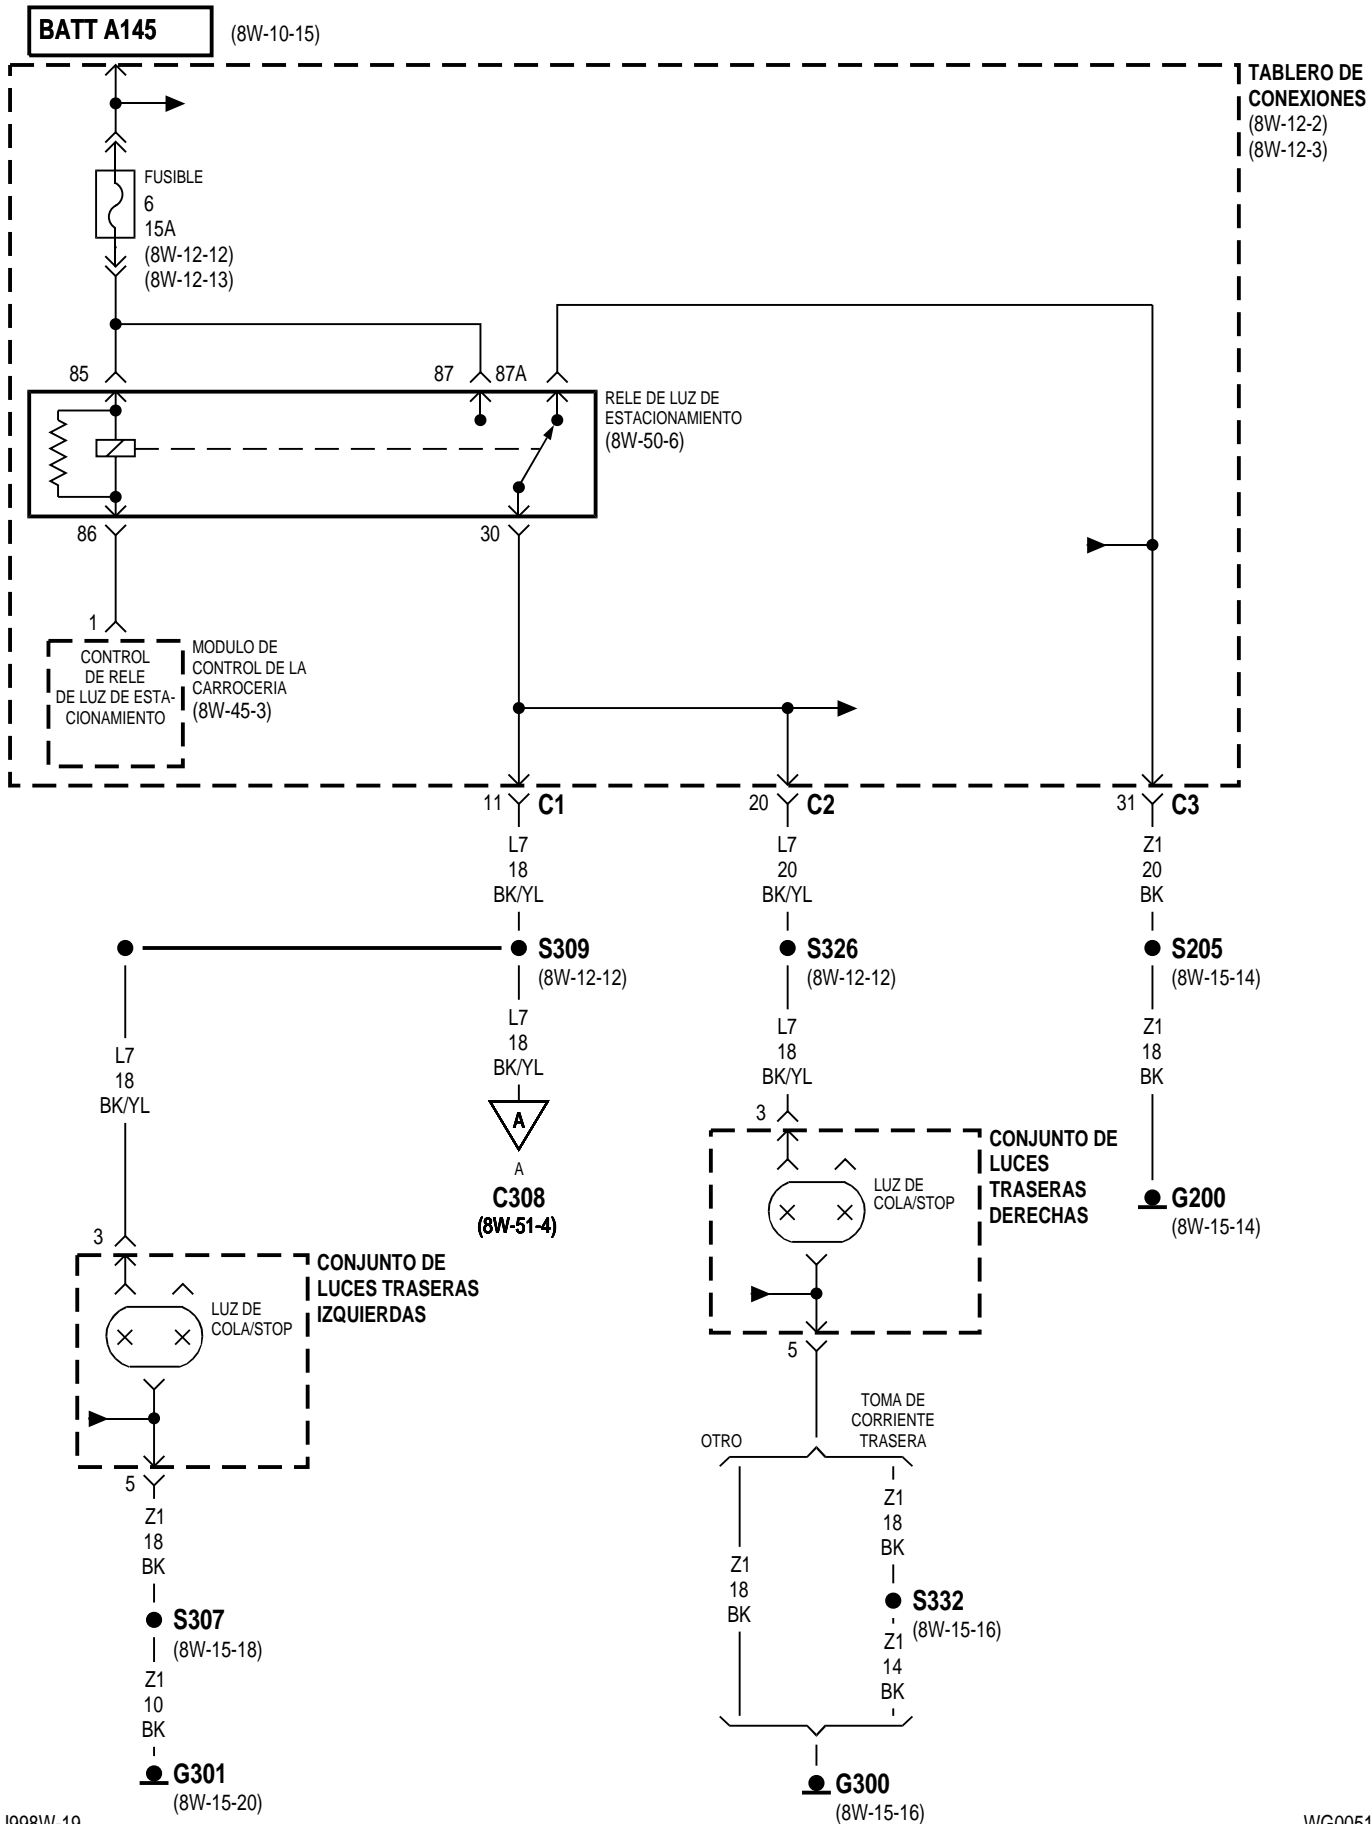 BATT A145
(8W-10-15)
TABLERO DE
CONEXIONES
(8W-12-2)
(8W-12-3)
FUSIBLE
6
15A
(8W-12-12)
(8W-12-13)
85
87
87A
RELE DE LUZ DE
ESTACIONAMIENTO
(8W-50-6)
86
30
1
CONTROL
DE RELE
DE LUZ DE ESTA-
CIONAMIENTO
MODULO DE
CONTROL DE LA
CARROCERIA
(8W-45-3)
11
C1
20
C2
31
C3
L7
18
BK/YL
L7
20
BK/YL
Z1
20
BK
S309
(8W-12-12)
S326
(8W-12-12)
S205
(8W-15-14)
L7
18
BK/YL
L7
18
BK/YL
L7
18
BK/YL
Z1
18
BK
A
A
C308
(8W-51-4)
3
CONJUNTO DE
LUCES
TRASERAS
DERECHAS
LUZ DE
COLA/STOP
G200
(8W-15-14)
3
CONJUNTO DE
LUCES TRASERAS
IZQUIERDAS
LUZ DE
COLA/STOP
5
5
OTRO
TOMA DE
CORRIENTE
TRASERA
Z1
18
BK
Z1
18
BK
Z1
18
BK
S307
(8W-15-18)
S332
(8W-15-16)
Z1
10
BK
Z1
14
BK
G301
(8W-15-20)
G300
(8W-15-16)
J998W-19
WG0051